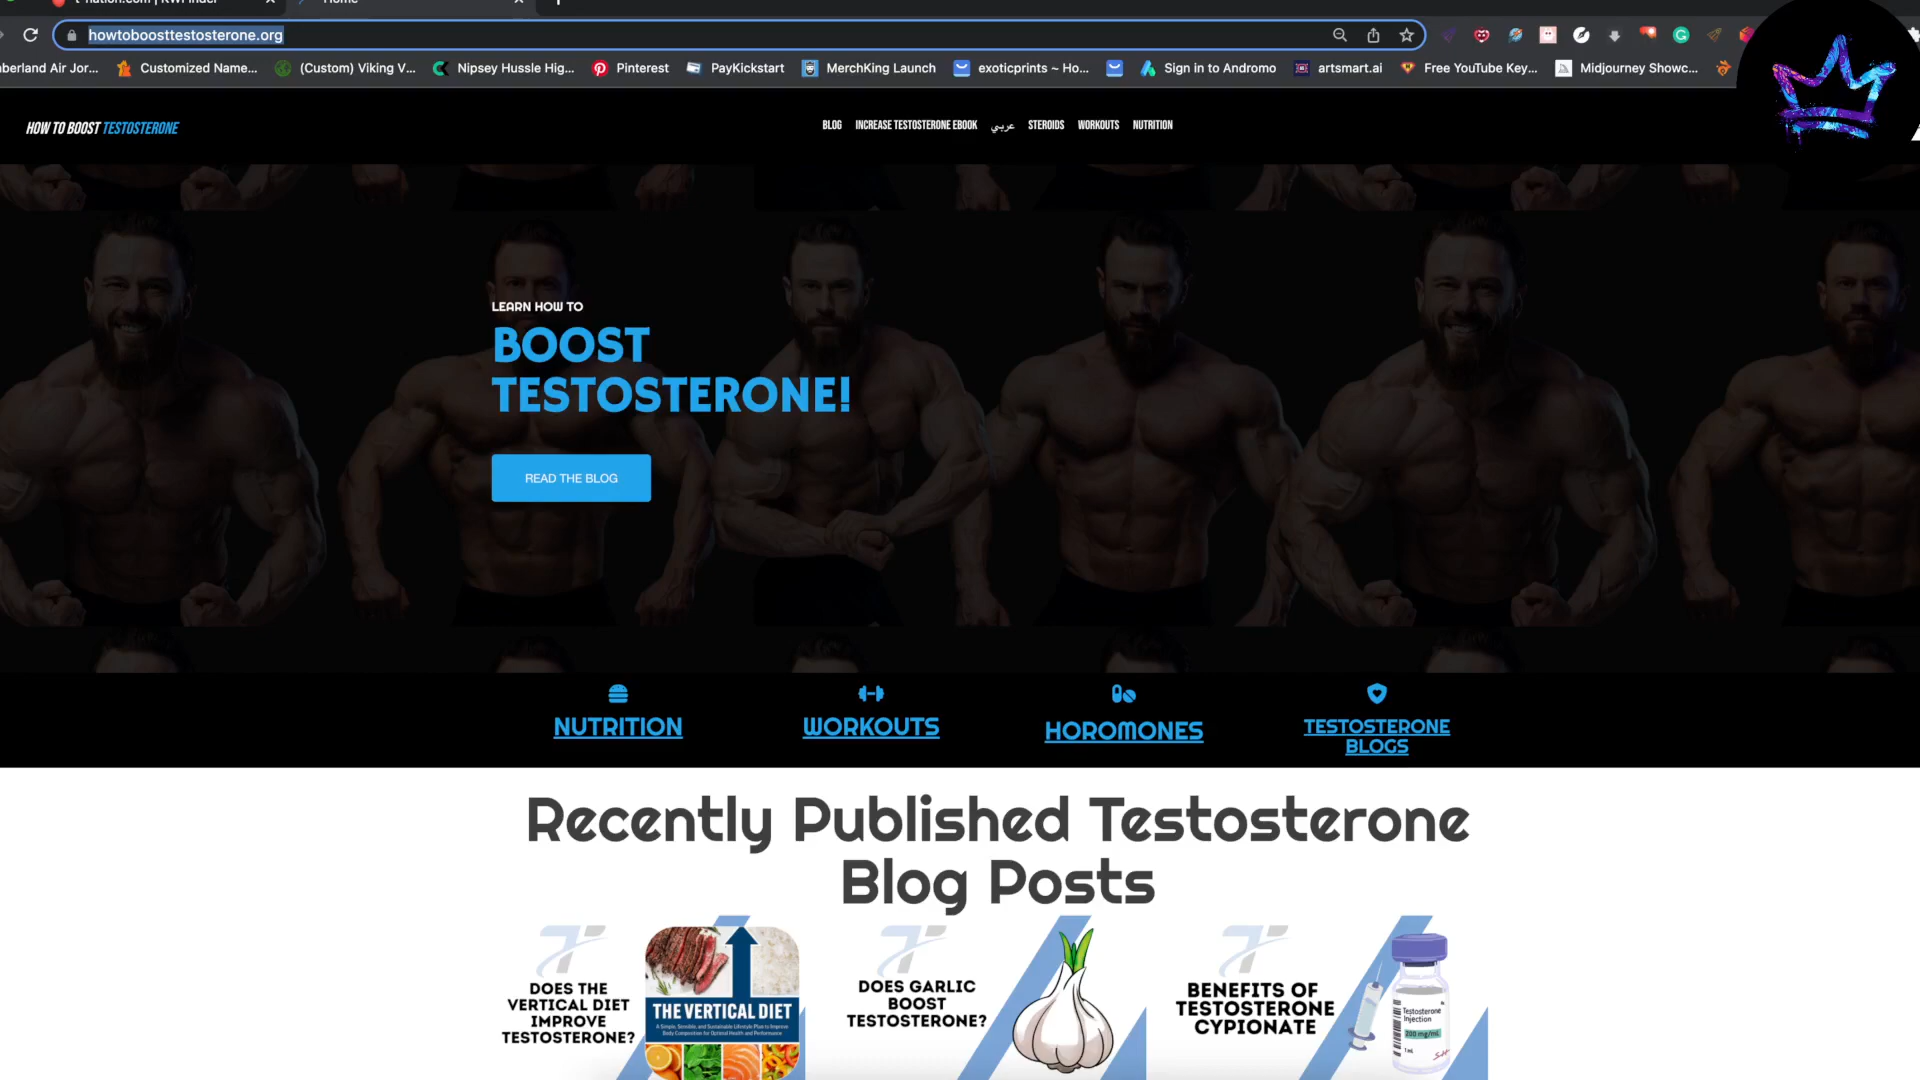 t-nation.com | KWFinder
Home
howtoboosttestosterone.org
berland Air Jor...
Customized Name...
(Custom) Viking V...
Nipsey Hussle Hig...
Pinterest
PayKickstart
MerchKing Launch
exoticprints ~ Ho...
Sign in to Andromo
artsmart.ai
Free YouTube Key...
Midjourney Showc...
HOW TO BOOST TESTOSTERONE
BLOG
INCREASE TESTOSTERONE EBOOK
عربي
STEROIDS
WORKOUTS
NUTRITION
LEARN HOW TO
BOOST
TESTOSTERONE!
READ THE BLOG
NUTRITION
WORKOUTS
HOROMONES
TESTOSTERONE
BLOGS
Recently Published Testosterone
Blog Posts
DOES THE
VERTICAL DIET
IMPROVE
TESTOSTERONE?
THE VERTICAL DIET
A Simple, Sensible, and Sustainable Lifestyle Plan to Improve
Body Composition for Optimal Health and Performance
DOES GARLIC
BOOST
TESTOSTERONE?
BENEFITS OF
TESTOSTERONE
CYPIONATE
Testosterone
Injection
200 mg/mL
1 mL